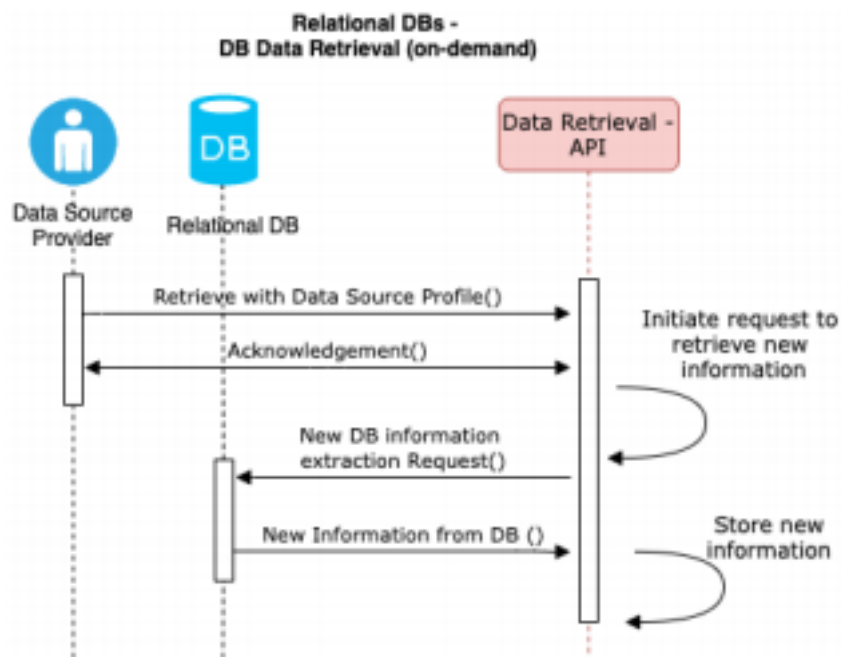 Relational DBs -
DB Data Retrieval (on-demand)
DB
Data Retrieval -
API
Data Source
Provider
Relational DB
Retrieve with Data Source Profile()
Initiate request to
retrieve new
information
Acknowledgement()
New DB information
extraction Request()
New Information from DB ()
Store new
information